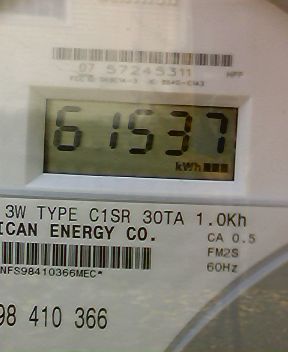 07 57245311 HPF
61537
kWh
3W TYPE C1SR 30TA 1.0Kh
ICAN ENERGY CO.
CA 0.5
FM2S
60Hz
NFS98410366MEC*
98 410 366